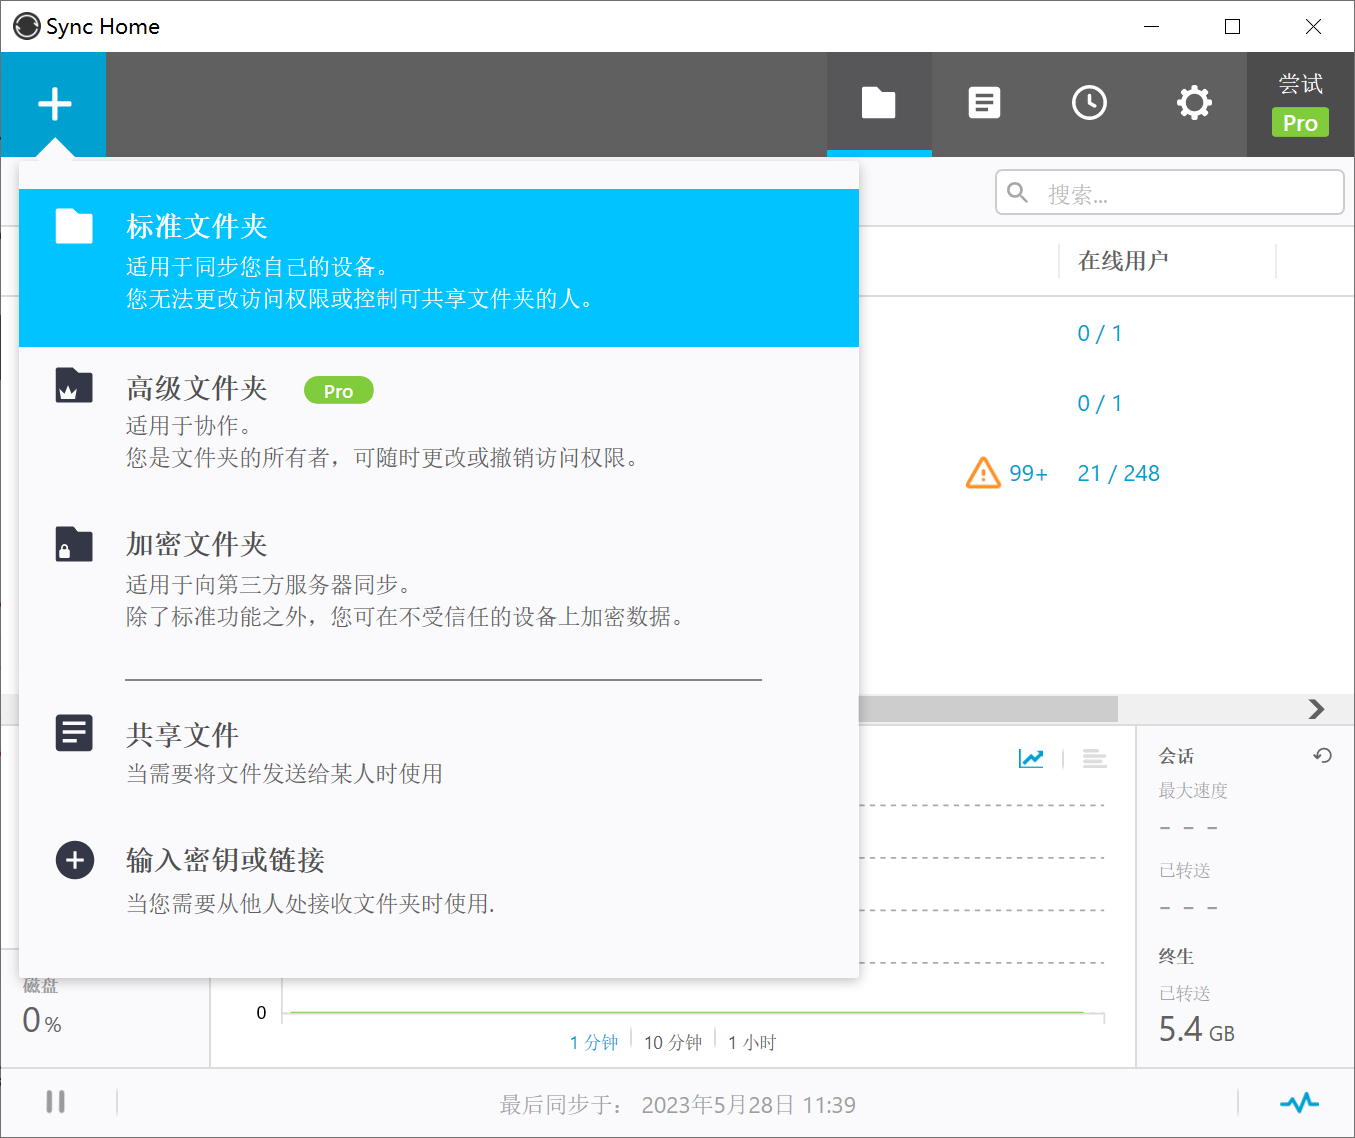 Sync Home
尝试
Pro
搜索...
标准文件夹
适用于同步您自己的设备。
您无法更改访问权限或控制可共享文件夹的人。
高级文件夹 Pro
适用于协作。
您是文件夹的所有者，可随时更改或撤销访问权限。
加密文件夹
适用于向第三方服务器同步。
除了标准功能之外，您可在不受信任的设备上加密数据。
共享文件
当需要将文件发送给某人时使用
输入密钥或链接
当您需要从他人处接收文件夹时使用.
在线用户
0 / 1
0 / 1
99+ 21 / 248
会话
最大速度
- - -
已转送
- - -
终生
已转送
5.4 GB
磁盘
0 %
0
1 分钟 10 分钟 1 小时
最后同步于： 2023年5月28日 11:39